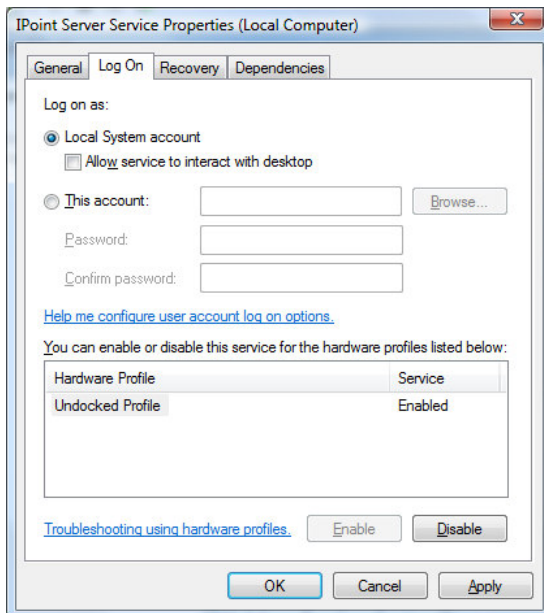 IPoint Server Service Properties (Local Computer)
General Log On Recovery Dependencies
Log on as:
Local System account
Allow service to interact with desktop
This account: Browse...
Password:
Confirm password:
Help me configure user account log on options.
You can enable or disable this service for the hardware profiles listed below:
Hardware Profile Service
Undocked Profile Enabled
Troubleshooting using hardware profiles. Enable Disable
OK Cancel Apply